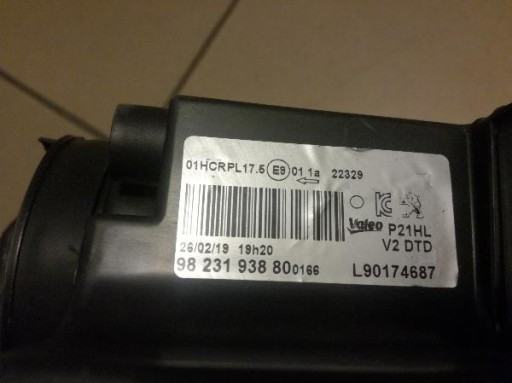 01HCRPL17.5 E9 01 1a 22329
Valeo P21HL
V2 DTD
26/02/19 19h20
98 231 938 80 0166 L90174687